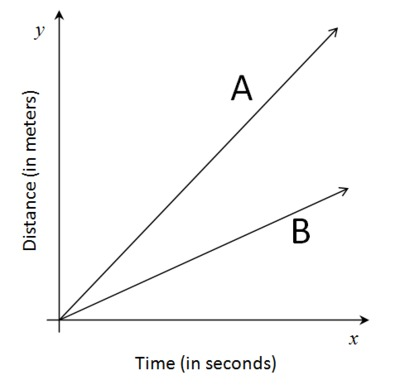 y
A
Distance (in meters)
B
x
Time (in seconds)